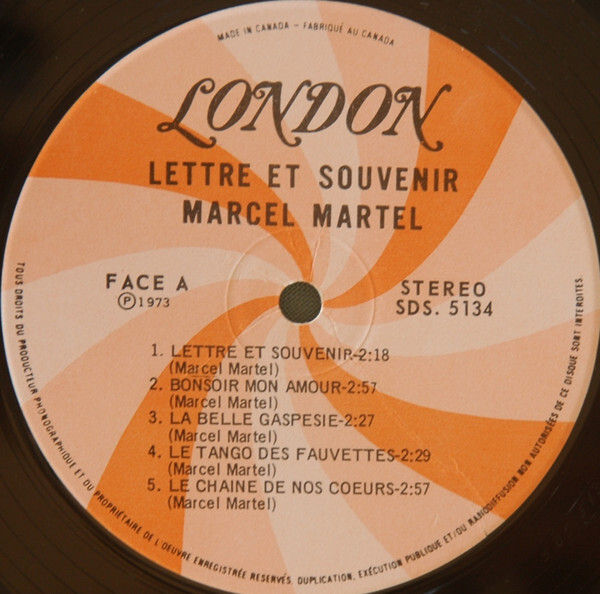 MADE IN CANADA - FABRIQUÉ AU CANADA
LONDON
LETTRE ET SOUVENIR
MARCEL MARTEL
FACE A
Ⓟ 1973
STEREO
SDS. 5134
1. LETTRE ET SOUVENIR-2:18
(Marcel Martel)
2. BONSOIR MON AMOUR-2:57
(Marcel Martel)
3. LA BELLE GASPESIE-2:27
(Marcel Martel)
4. LE TANGO DES FAUVETTES-2:29
(Marcel Martel)
5. LE CHAINE DE NOS COEURS-2:57
(Marcel Martel)
TOUS DROITS DU PRODUCTEUR PHONOGRAPHIQUE ET DU PROPRIÉTAIRE DE L'OEUVRE ENREGISTRÉE RESERVÉS. DUPLICATION, EXÉCUTION PUBLIQUE ET/OU RADIODIFFUSION NON AUTORISÉES DE CE DISQUE SONT INTERDITES.